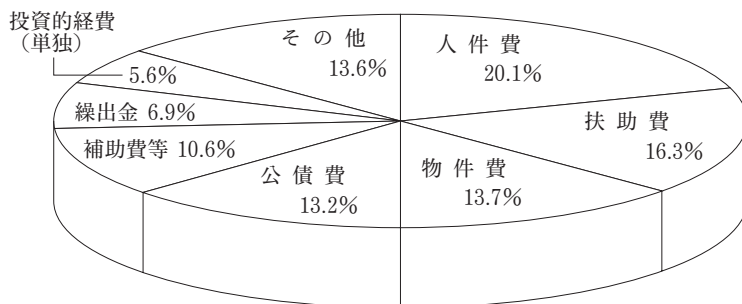 投資的経費
（単独）
5.6%
そ の 他
13.6%
人 件 費
20.1%
扶 助 費
16.3%
物 件 費
13.7%
公 債 費
13.2%
補助費等 10.6%
繰出金 6.9%